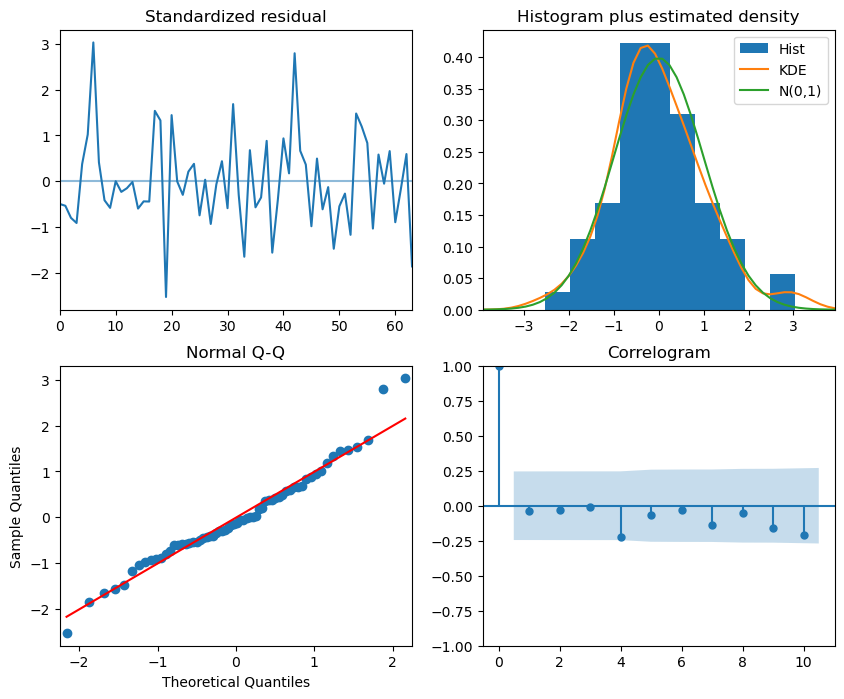 Standardized residual
3
2
1
0
−1
−2
0 10 20 30 40 50 60
Histogram plus estimated density
0.40
0.35
0.30
0.25
0.20
0.15
0.10
0.05
0.00
−3 −2 −1 0 1 2 3
Hist
KDE
N(0,1)
Normal Q-Q
Sample Quantiles
3
2
1
0
−1
−2
−2 −1 0 1 2
Theoretical Quantiles
Correlogram
1.00
0.75
0.50
0.25
0.00
−0.25
−0.50
−0.75
−1.00
0 2 4 6 8 10